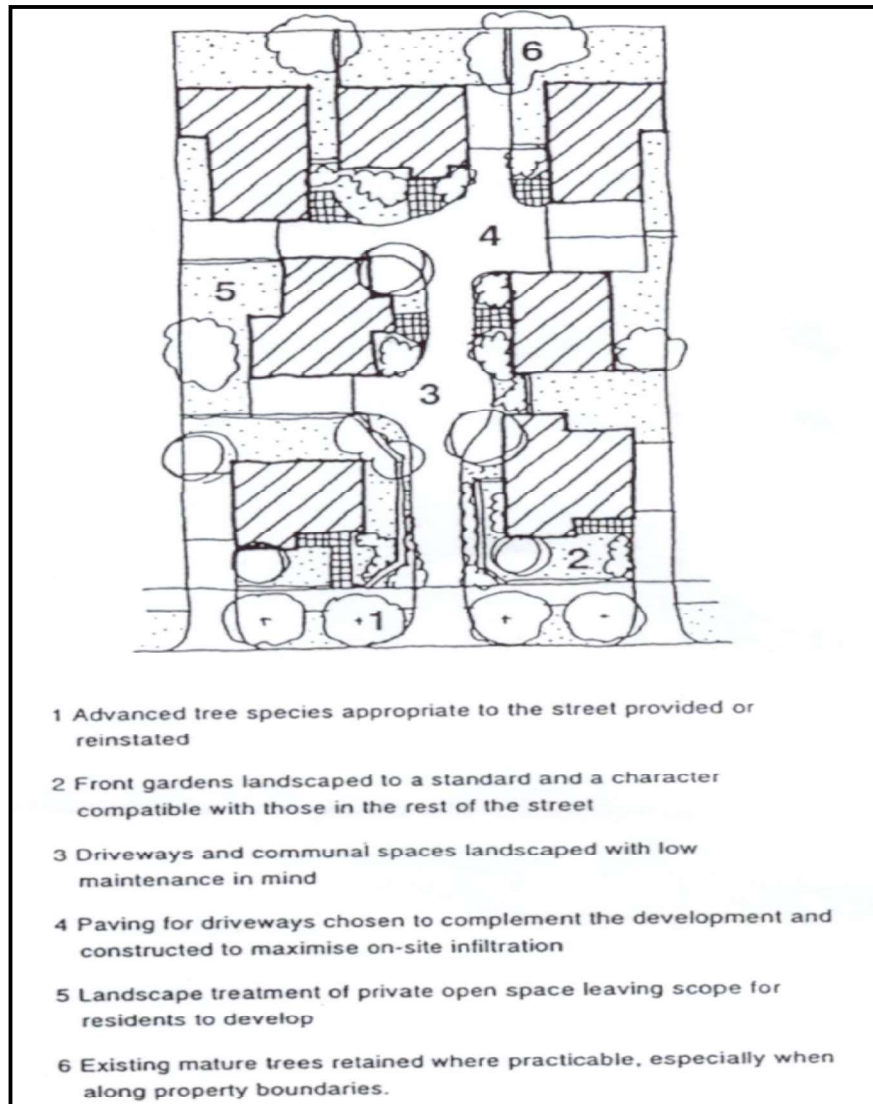 6
4
5
3
2
1
1 Advanced tree species appropriate to the street provided or
reinstated
2 Front gardens landscaped to a standard and a character
compatible with those in the rest of the street
3 Driveways and communal spaces landscaped with low
maintenance in mind
4 Paving for driveways chosen to complement the development and
constructed to maximise on-site infiltration
5 Landscape treatment of private open space leaving scope for
residents to develop
6 Existing mature trees retained where practicable, especially when
along property boundaries.